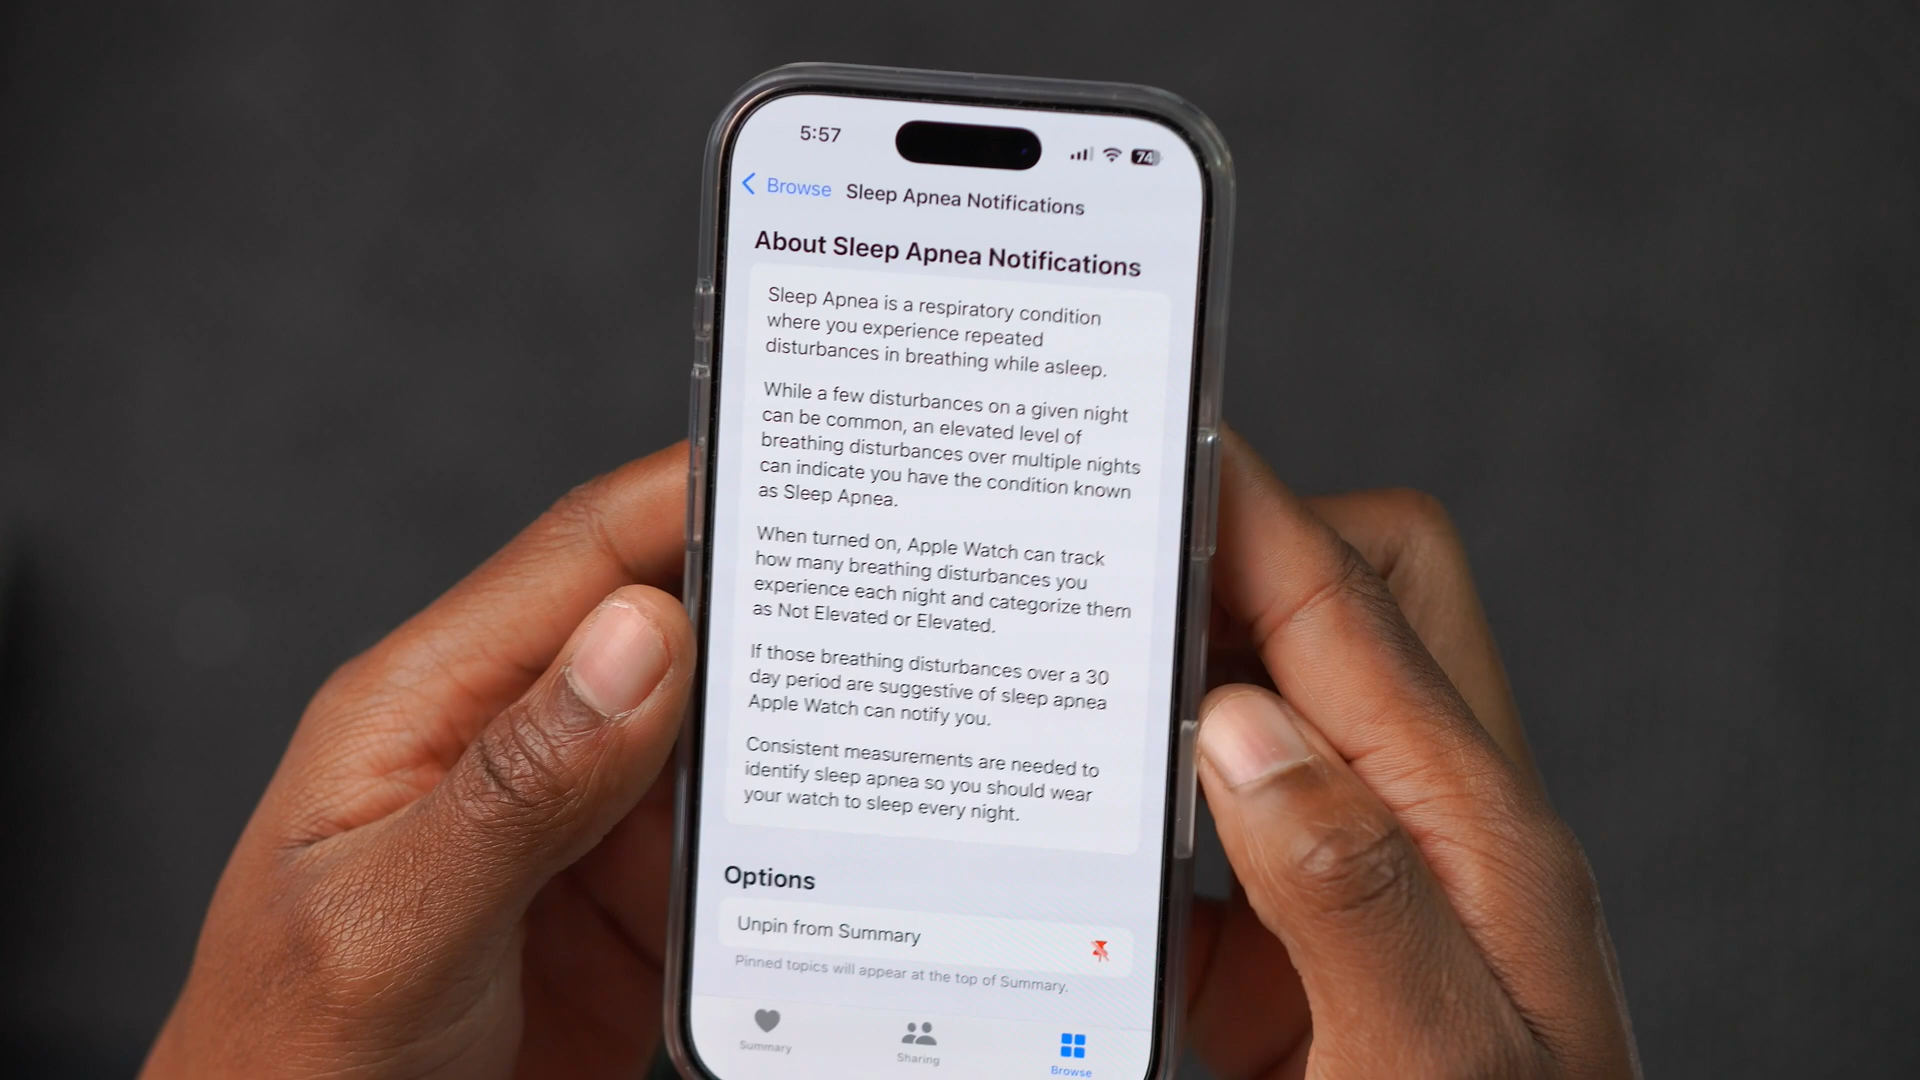 5:57
74
Browse Sleep Apnea Notifications
About Sleep Apnea Notifications
Sleep Apnea is a respiratory condition
where you experience repeated
disturbances in breathing while asleep.
While a few disturbances on a given night
can be common, an elevated level of
breathing disturbances over multiple nights
can indicate you have the condition known
as Sleep Apnea.
When turned on, Apple Watch can track
how many breathing disturbances you
experience each night and categorize them
as Not Elevated or Elevated.
If those breathing disturbances over a 30
day period are suggestive of sleep apnea
Apple Watch can notify you.
Consistent measurements are needed to
identify sleep apnea so you should wear
your watch to sleep every night.
Options
Unpin from Summary
Pinned topics will appear at the top of Summary.
Summary
Sharing
Browse